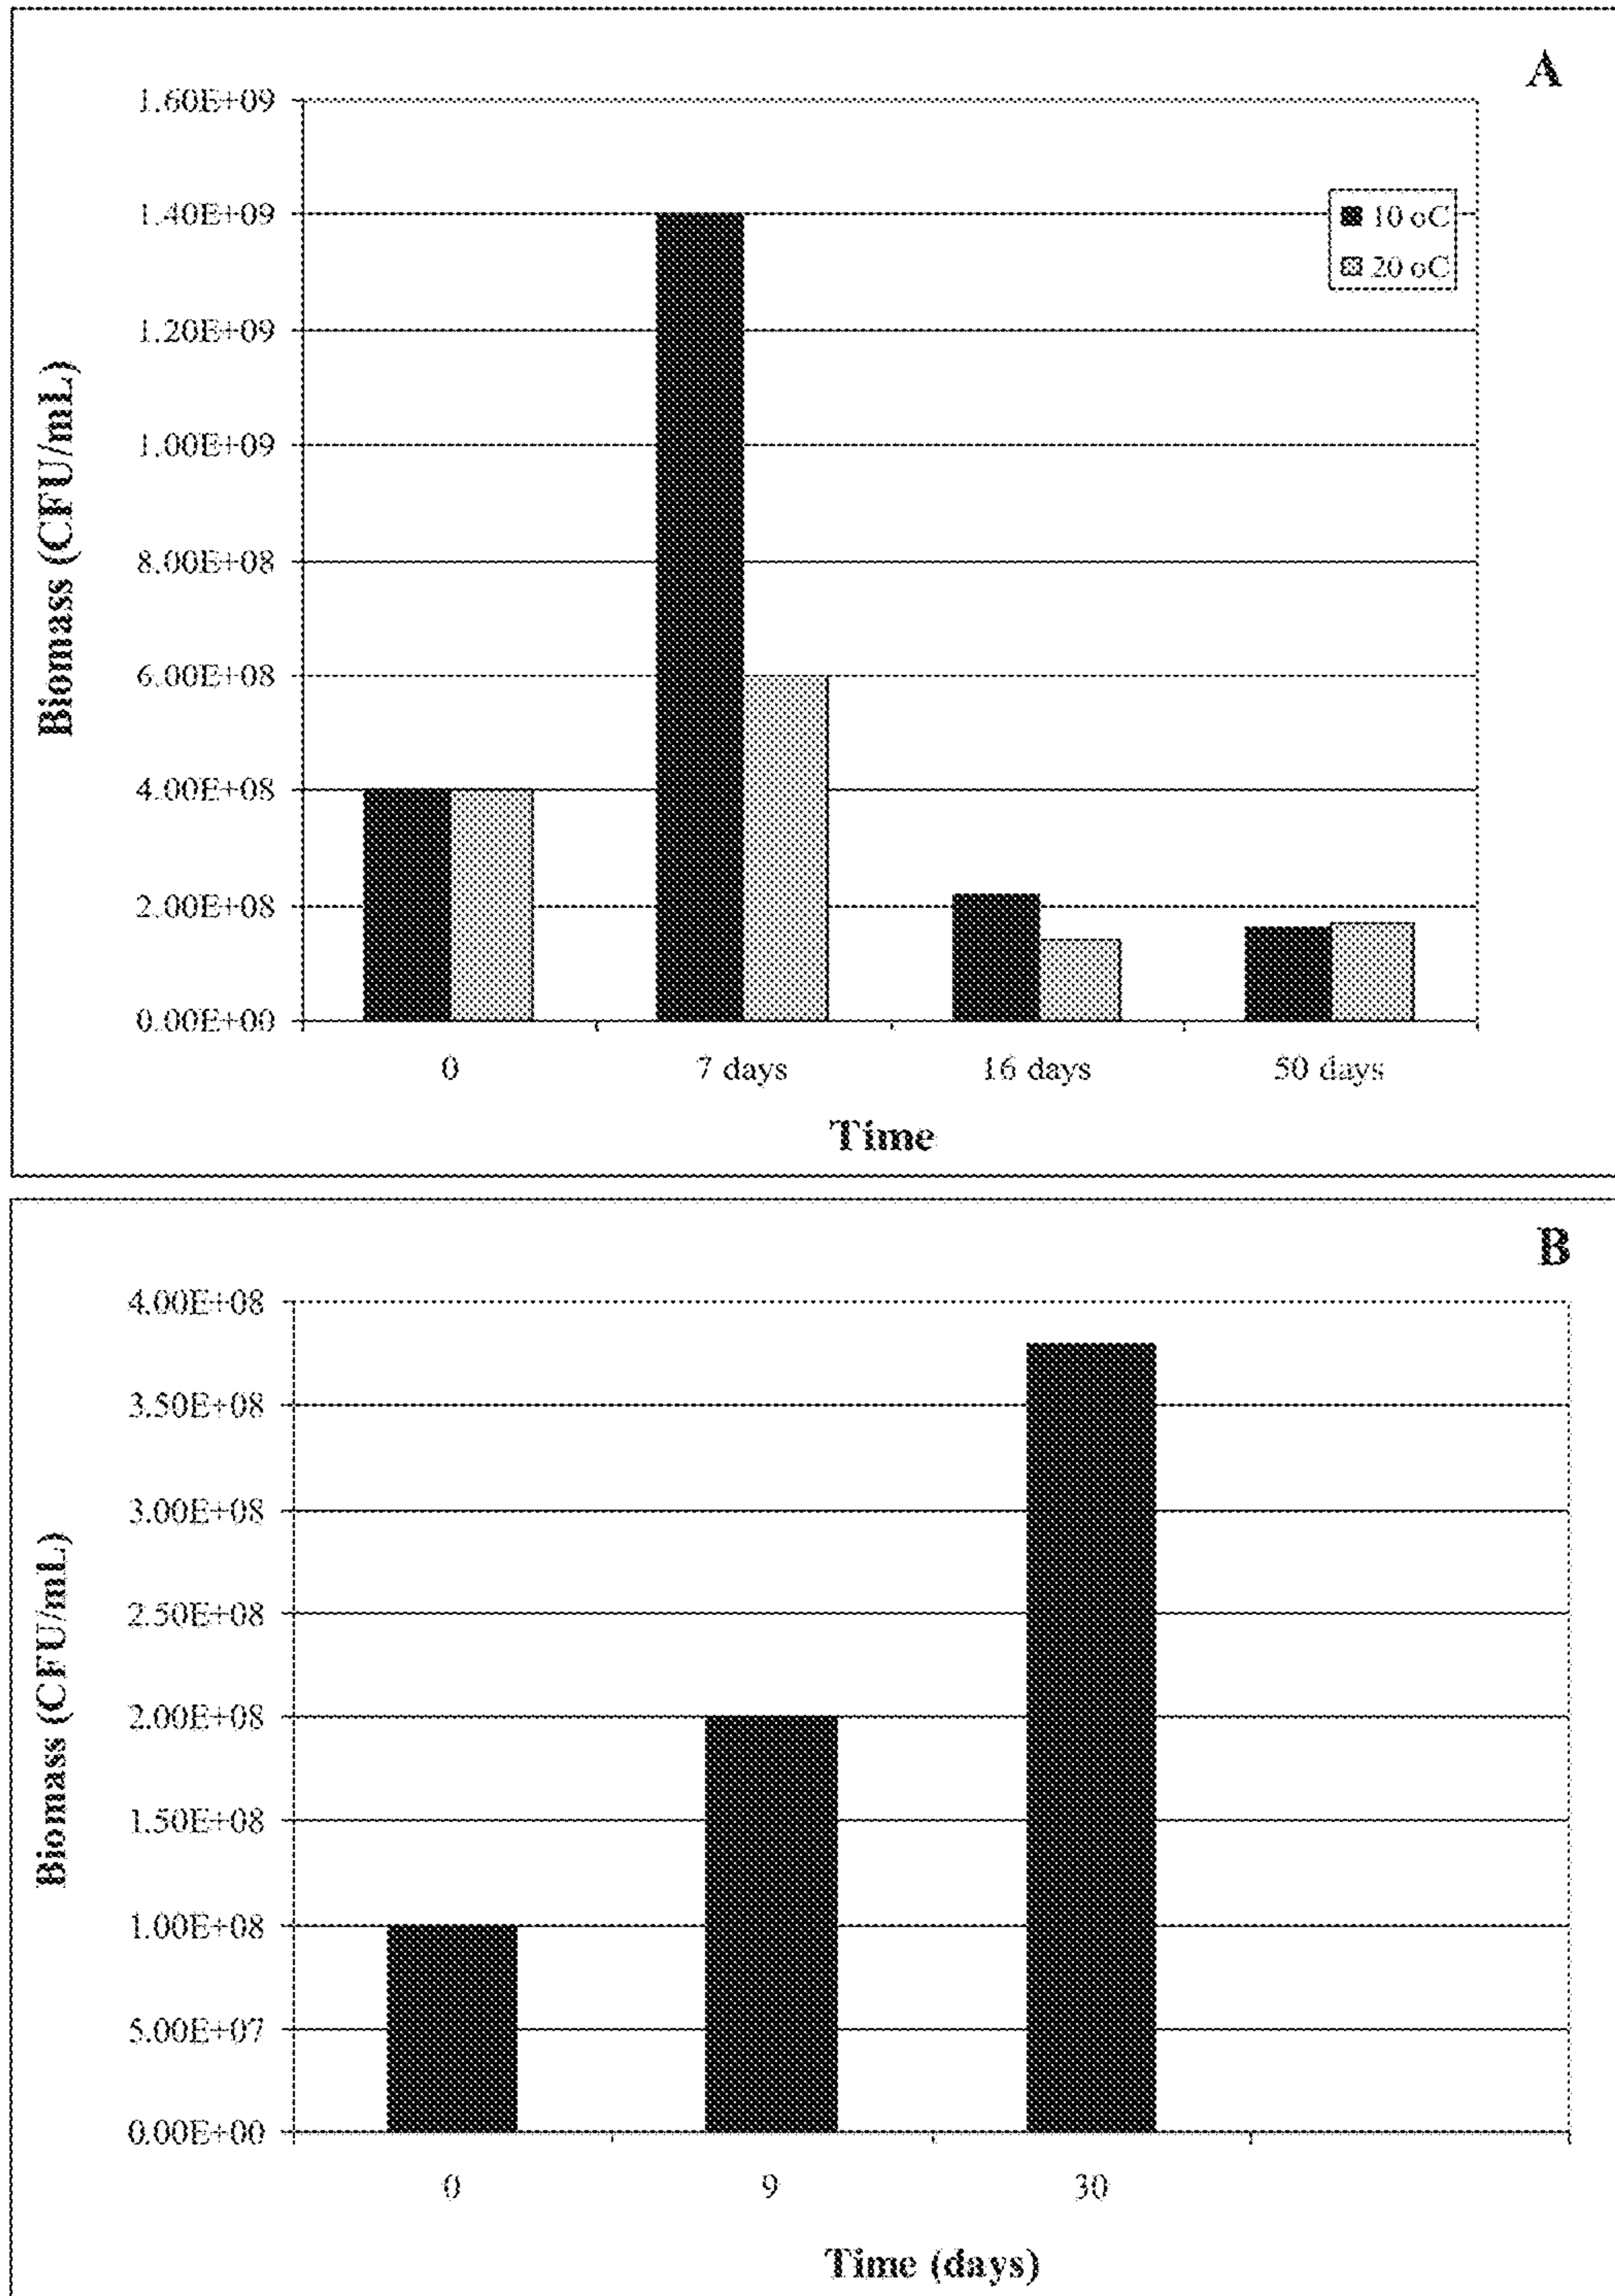 A
1.60E+09
1.40E+09
1.20E+09
1.00E+09
8.00E+08
6.00E+08
4.00E+08
2.00E+08
0.00E+00
Biomass (CFU/mL)
10 oC
20 oC
0 7 days 16 days 50 days
Time
B
4.00E+08
3.50E+08
3.00E+08
2.50E+08
2.00E+08
1.50E+08
1.00E+08
5.00E+07
0.00E+00
Biomass (CFU/mL)
0 9 30
Time (days)